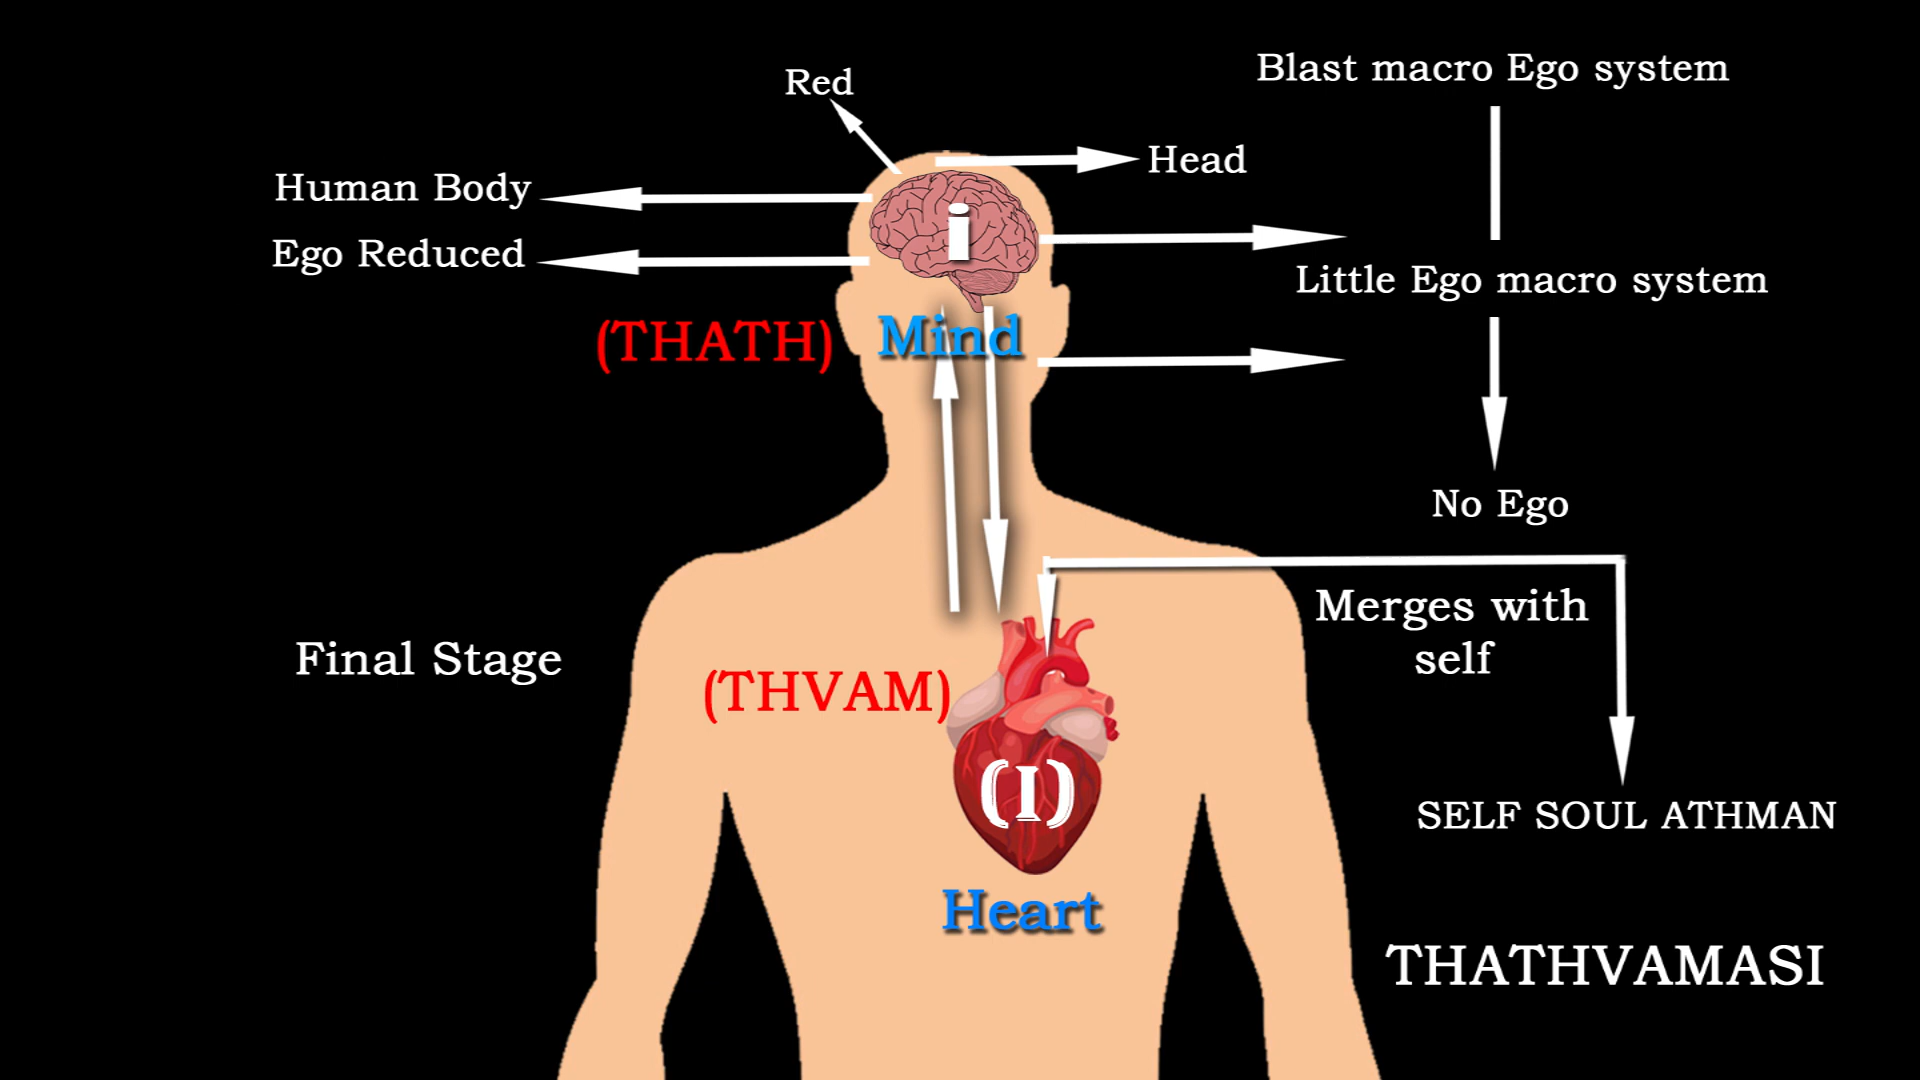 Blast macro Ego system
Red
Head
Human Body
i
Ego Reduced
Little Ego macro system
(THATH)
Mind
No Ego
Merges with
self
Final Stage
(THVAM)
(I)
SELF SOUL ATHMAN
Heart
THATHVAMASI